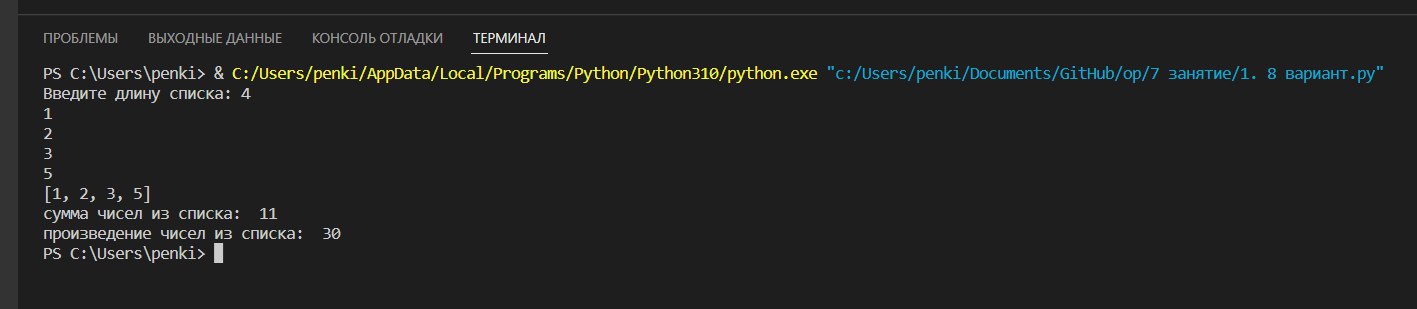 ПРОБЛЕМЫ ВЫХОДНЫЕ ДАННЫЕ КОНСОЛЬ ОТЛАДКИ ТЕРМИНАЛ
PS C:\Users\penki> & C:/Users/penki/AppData/Local/Programs/Python/Python310/python.exe "c:/Users/penki/Documents/GitHub/op/7 занятие/1. 8 вариант.py"
Введите длину списка: 4
1
2
3
5
[1, 2, 3, 5]
сумма чисел из списка:  11
произведение чисел из списка:  30
PS C:\Users\penki>